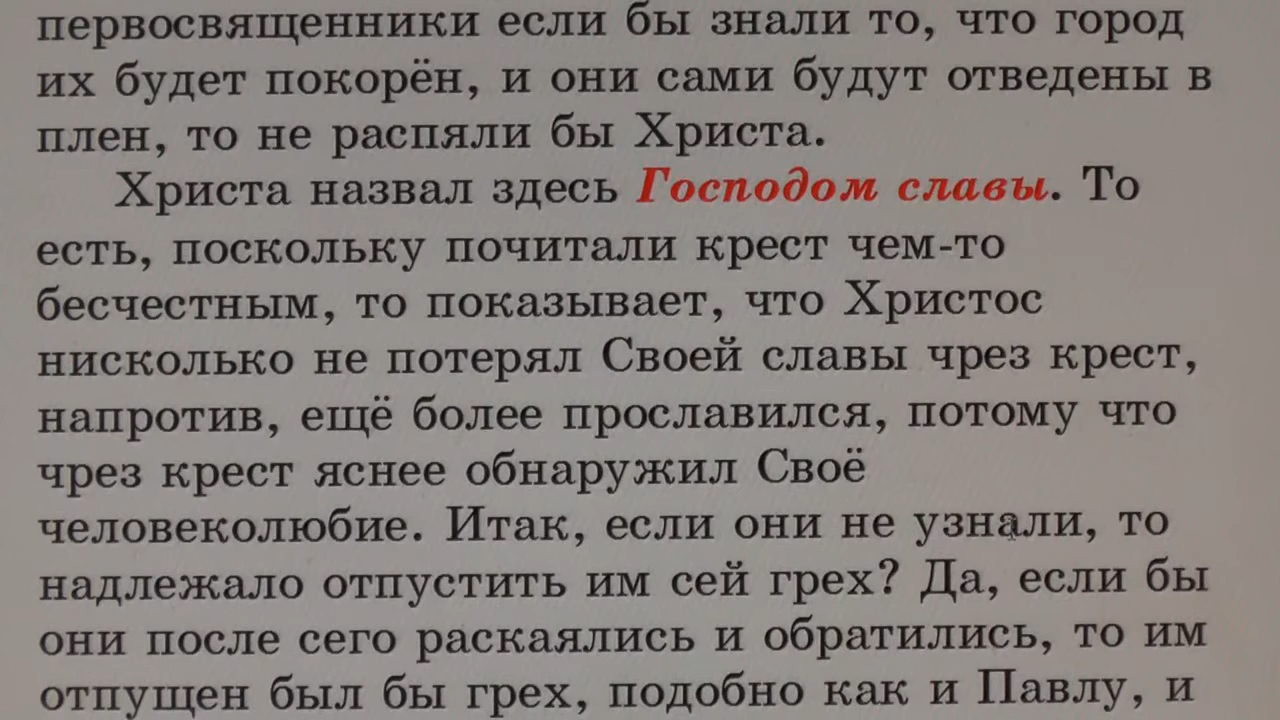 первосвященники если бы знали то, что город
их будет покорён, и они сами будут отведены в
плен, то не распяли бы Христа.
Христа назвал здесь Господом славы. То
есть, поскольку почитали крест чем-то
бесчестным, то показывает, что Христос
нисколько не потерял Своей славы чрез крест,
напротив, ещё более прославился, потому что
чрез крест яснее обнаружил Своё
человеколюбие. Итак, если они не узнали, то
надлежало отпустить им сей грех? Да, если бы
они после сего раскаялись и обратились, то им
отпущен был бы грех, подобно как и Павлу, и